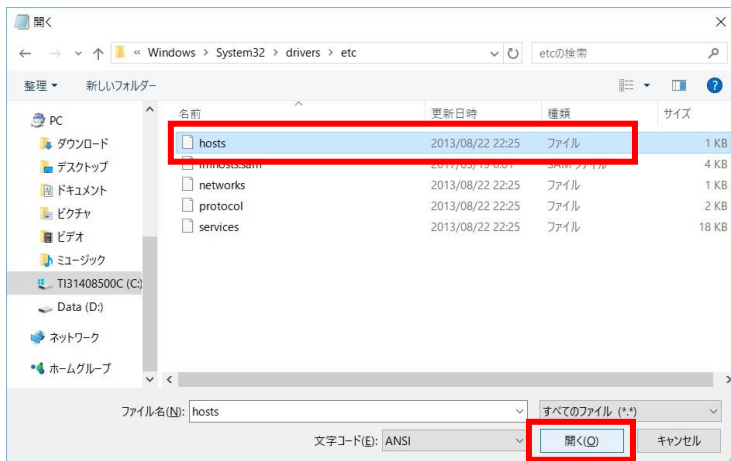 開く
« Windows > System32 > drivers > etc
etcの検索
整理
新しいフォルダー
名前
更新日時
種類
サイズ
PC
ダウンロード
デスクトップ
ドキュメント
ピクチャ
ビデオ
ミュージック
TI31408500C (C:)
Data (D:)
ネットワーク
ホームグループ
hosts 2013/08/22 22:25 ファイル 1 KB
4 KB
networks 2013/08/22 22:25 ファイル 1 KB
protocol 2013/08/22 22:25 ファイル 2 KB
services 2013/08/22 22:25 ファイル 18 KB
ファイル名(N): hosts
すべてのファイル (*.*)
文字コード(E): ANSI
開く(O)
キャンセル